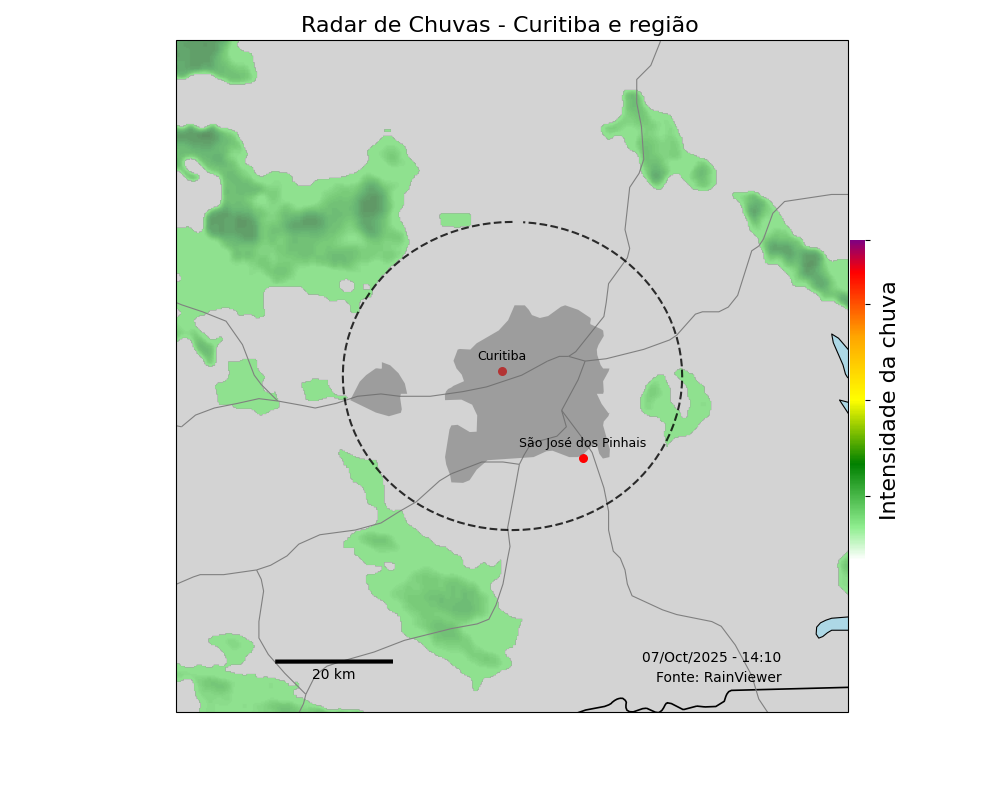 Radar de Chuvas - Curitiba e região
Curitiba
São José dos Pinhais
Intensidade da chuva
07/Oct/2025 - 14:10
20 km
Fonte: RainViewer